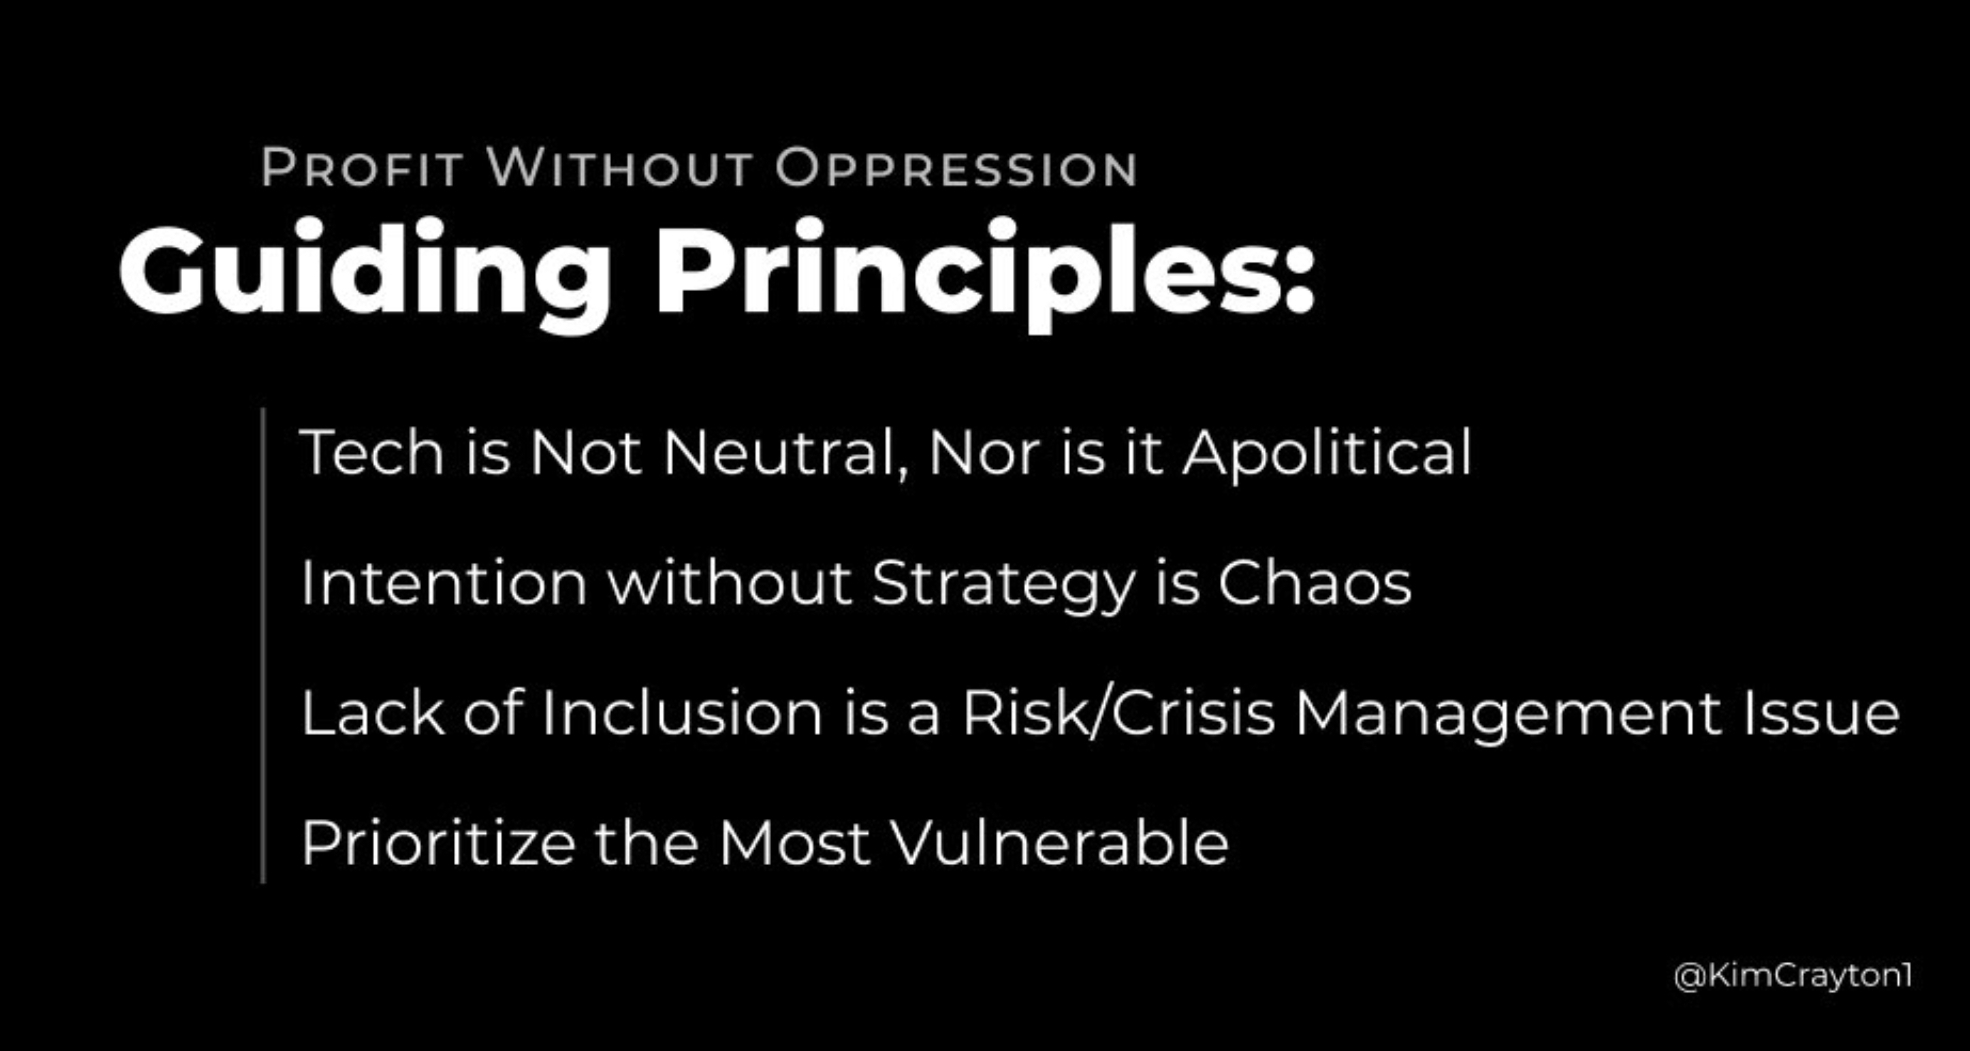 Profit Without Oppression
Guiding Principles:
Tech is Not Neutral, Nor is it Apolitical
Intention without Strategy is Chaos
Lack of Inclusion is a Risk/Crisis Management Issue
Prioritize the Most Vulnerable
@KimCrayton1